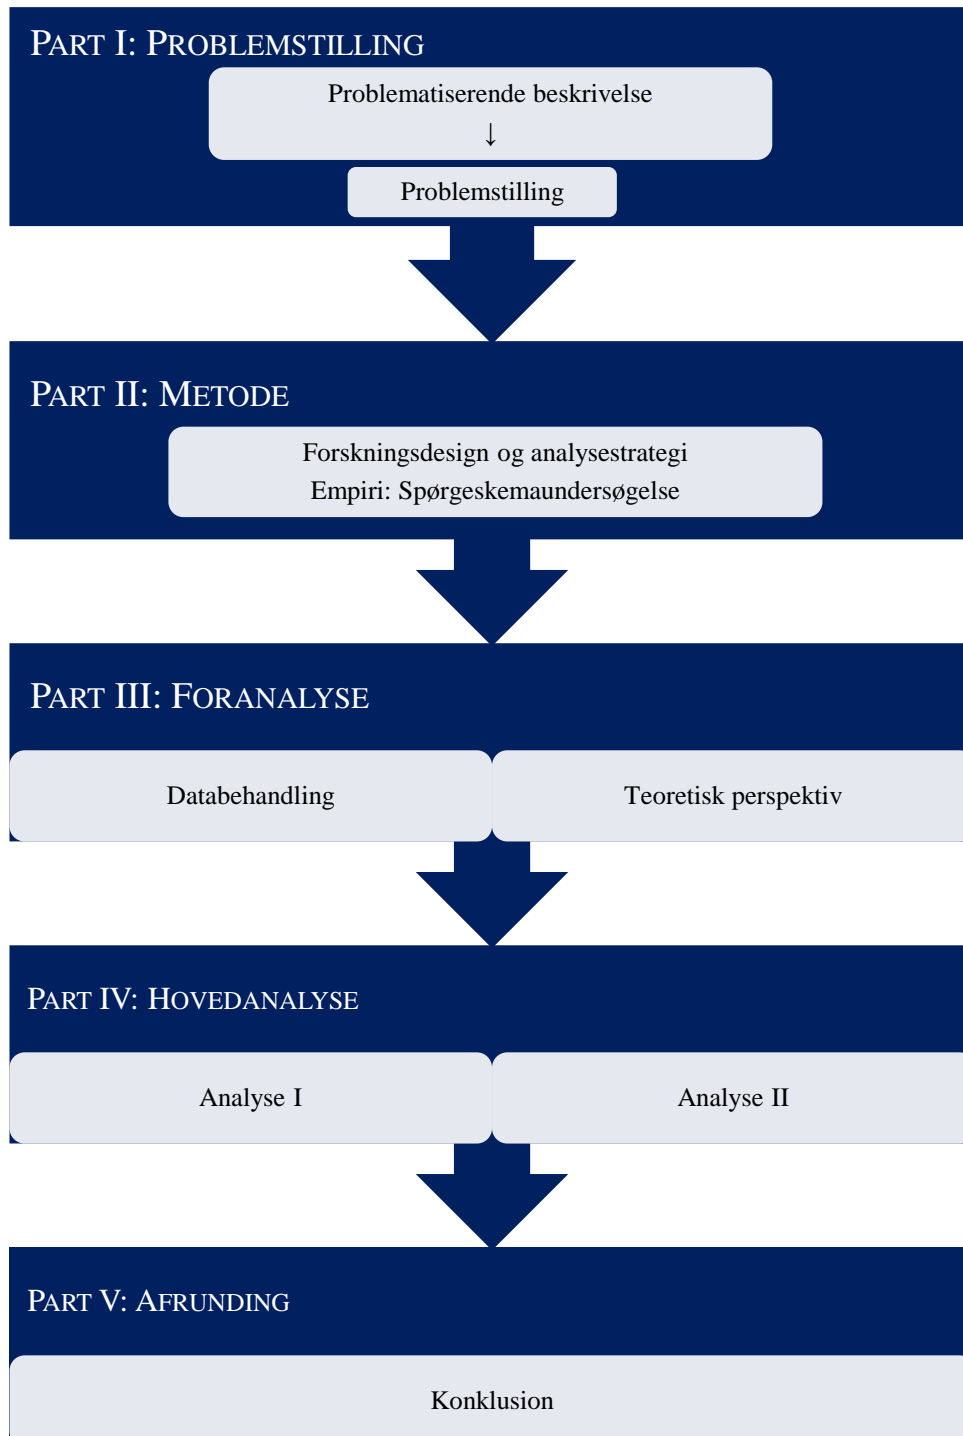 PART I: PROBLEMSTILLING
Problematiserende beskrivelse
↓
Problemstilling
PART II: METODE
Forskningsdesign og analysestrategi
Empiri: Spørgeskemaundersøgelse
PART III: FORANALYSE
Databehandling
Teoretisk perspektiv
PART IV: HOVEDANALYSE
Analyse I
Analyse II
PART V: AFRUNDING
Konklusion